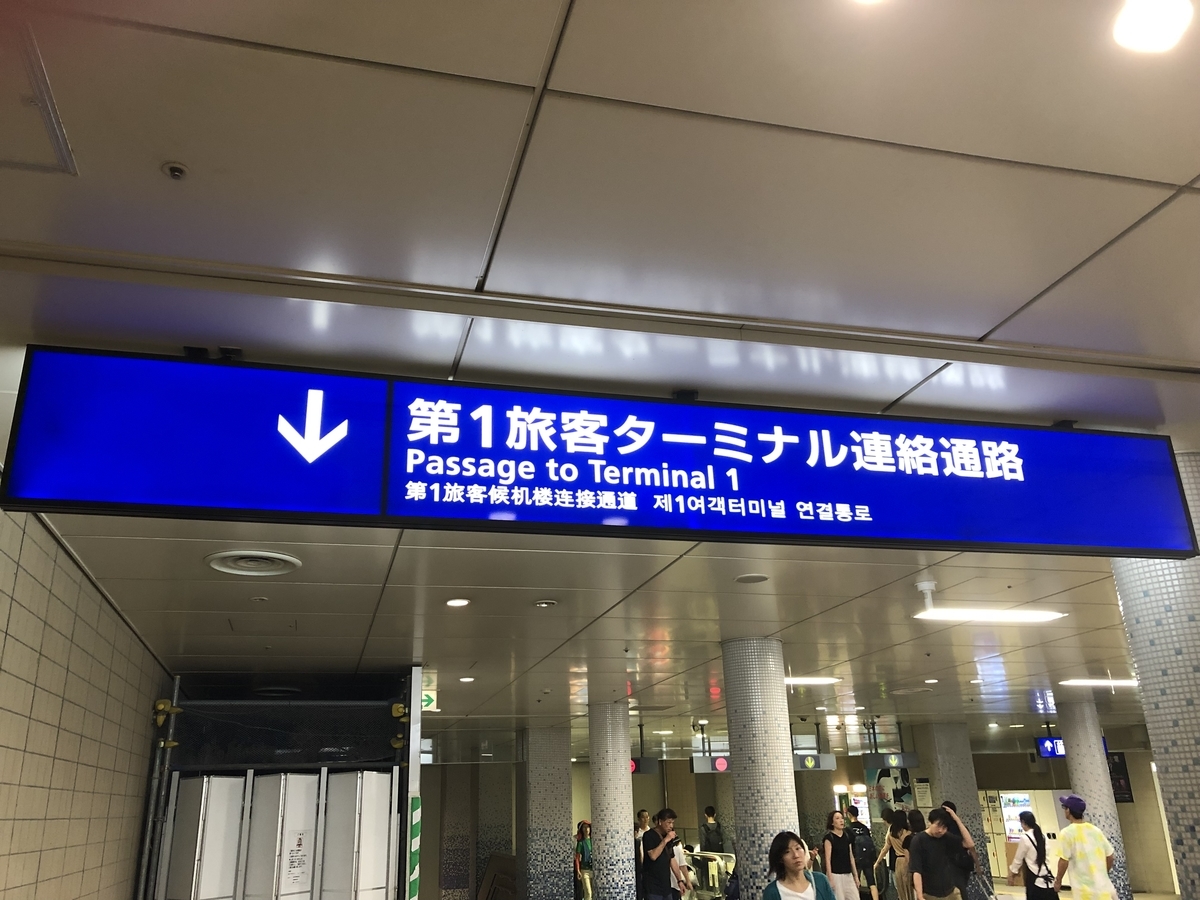 第1旅客ターミナル連絡通路
Passage to Terminal 1
第1旅客候机楼连接通道 제1여객터미널 연결통로